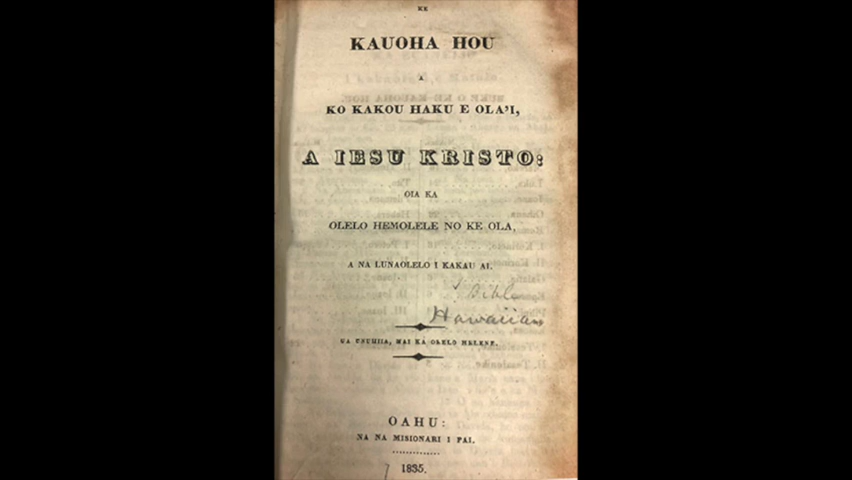 KE
KAUOHA HOU
A
KO KAKOU HAKU E OLA'I,
A IESU KRISTO:
OIA KA
OLELO HEMOLELE NO KE OLA,
A NA LUNAOLELO I KAKAU AI.
Bible
Hawaiian
UA UNUHIIA, MAI KA OLELO HELENE.
OAHU:
NA NA MISIONARI I PAI.
1835.